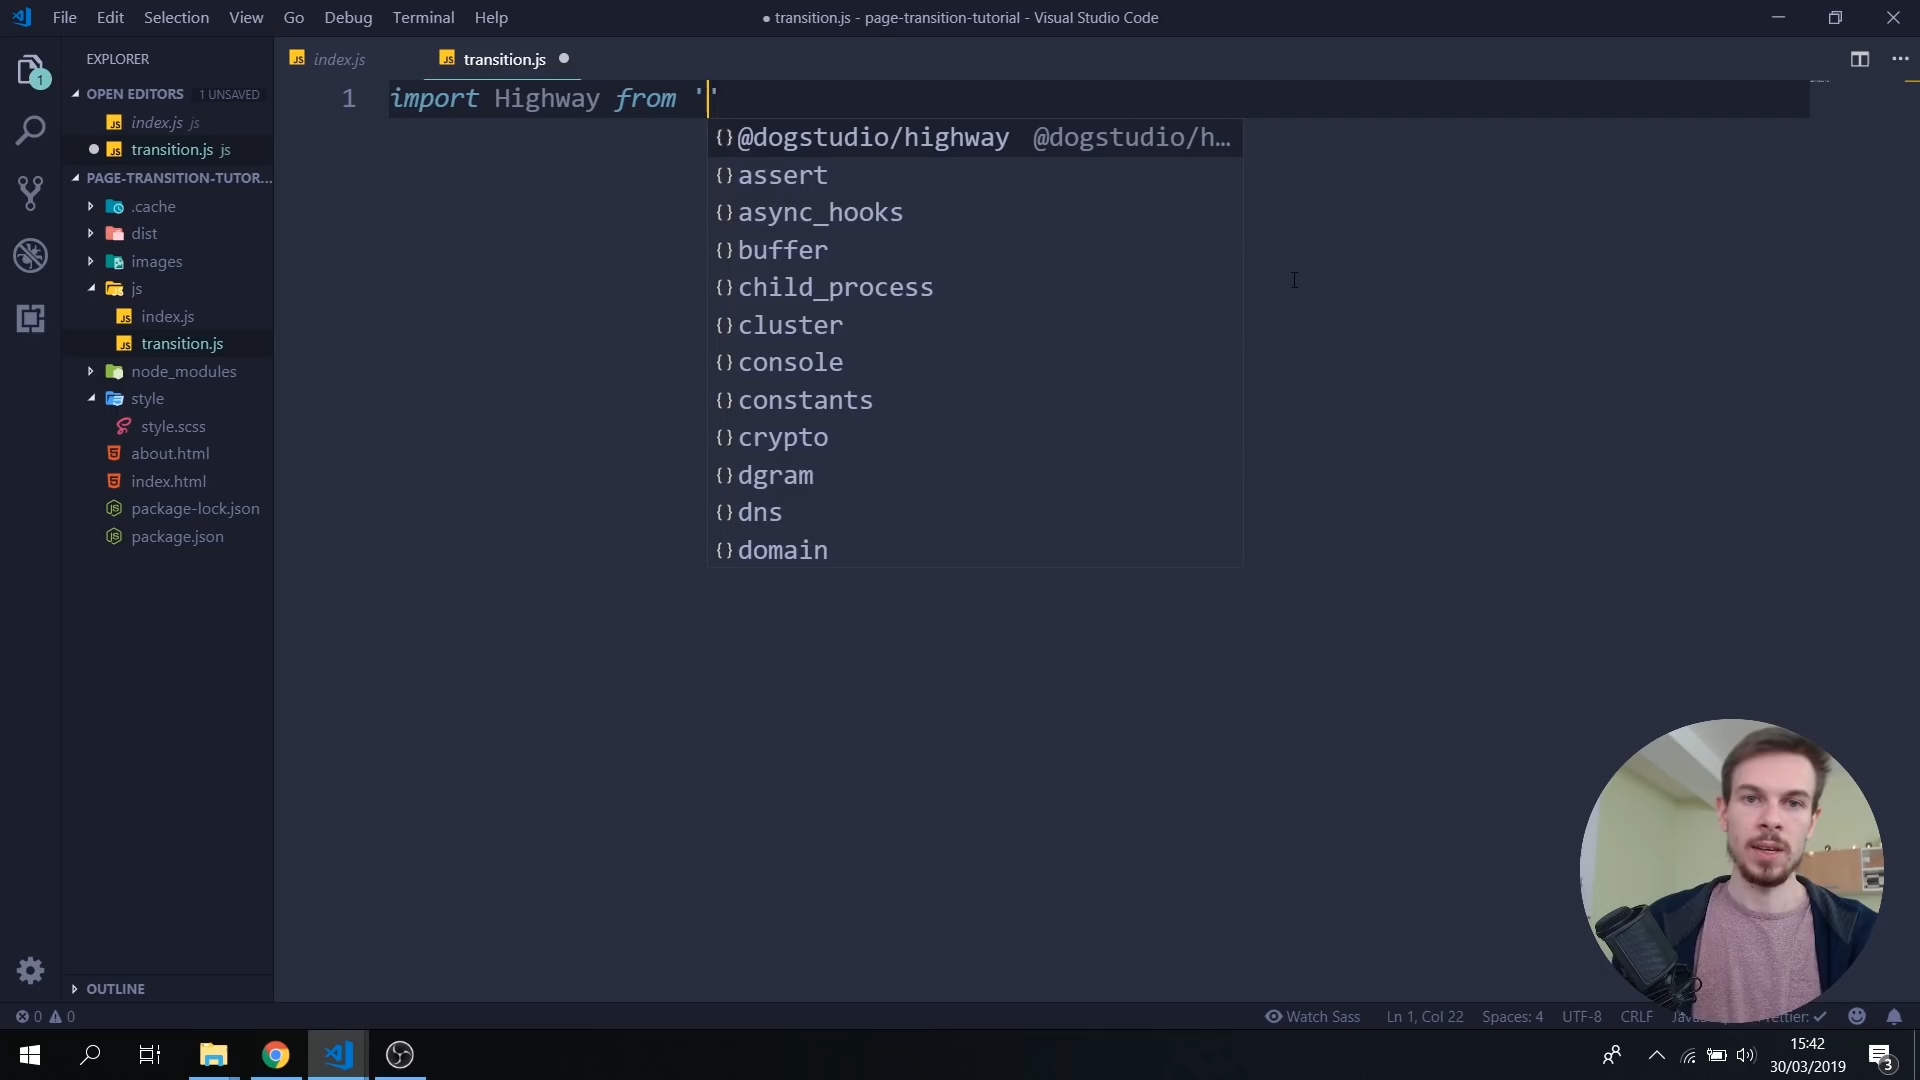 File Edit Selection View Go Debug Terminal Help
● transition.js - page-transition-tutorial - Visual Studio Code
EXPLORER
OPEN EDITORS 1 UNSAVED
index.js js
transition.js js
PAGE-TRANSITION-TUTOR...
.cache
dist
images
js
index.js
transition.js
node_modules
style
style.scss
about.html
index.html
package-lock.json
package.json
OUTLINE
index.js transition.js
1 import Highway from ''
{} @dogstudio/highway @dogstudio/h...
{} assert
{} async_hooks
{} buffer
{} child_process
{} cluster
{} console
{} constants
{} crypto
{} dgram
{} dns
{} domain
1
0 0
Watch Sass Ln 1, Col 22 Spaces: 4 UTF-8 CRLF
15:42
30/03/2019
3